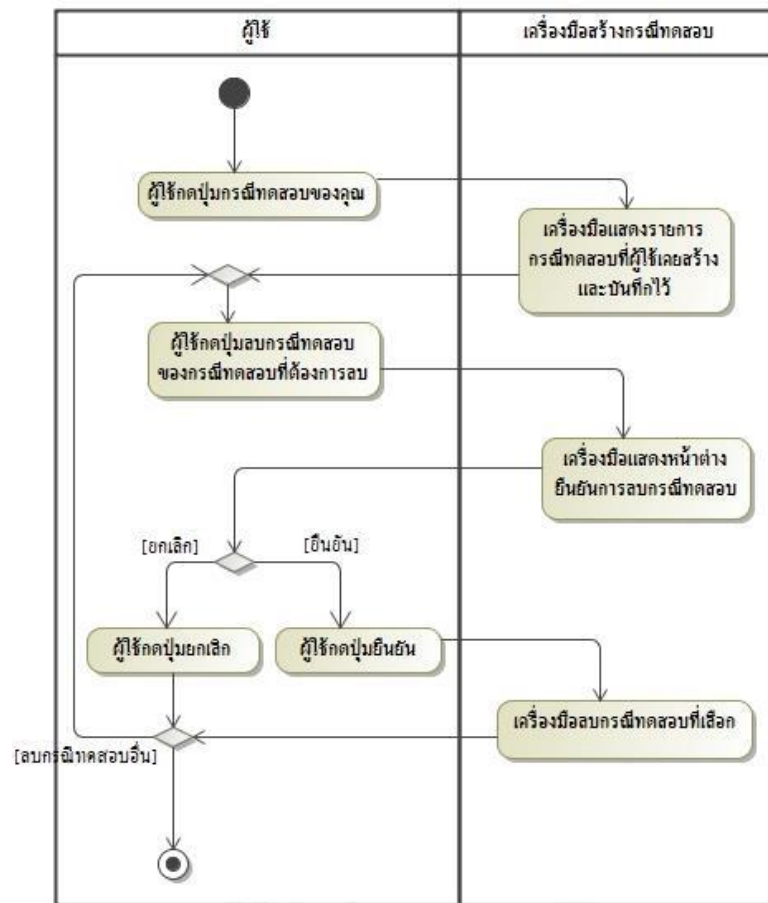 ผู้ใช้
เครื่องมือสร้างกรณีทดสอบ
ผู้ใช้กดปุ่มกรณีทดสอบของคุณ
เครื่องมือแสดงรายการ
กรณีทดสอบที่ผู้ใช้เคยสร้าง
และบันทึกไว้
ผู้ใช้กดปุ่มลบกรณีทดสอบ
ของกรณีทดสอบที่ต้องการลบ
เครื่องมือแสดงหน้าต่าง
ยืนยันการลบกรณีทดสอบ
[ยกเลิก]
[ยืนยัน]
ผู้ใช้กดปุ่มยกเลิก
ผู้ใช้กดปุ่มยืนยัน
เครื่องมือลบกรณีทดสอบที่เลือก
[ลบกรณีทดสอบอื่น]